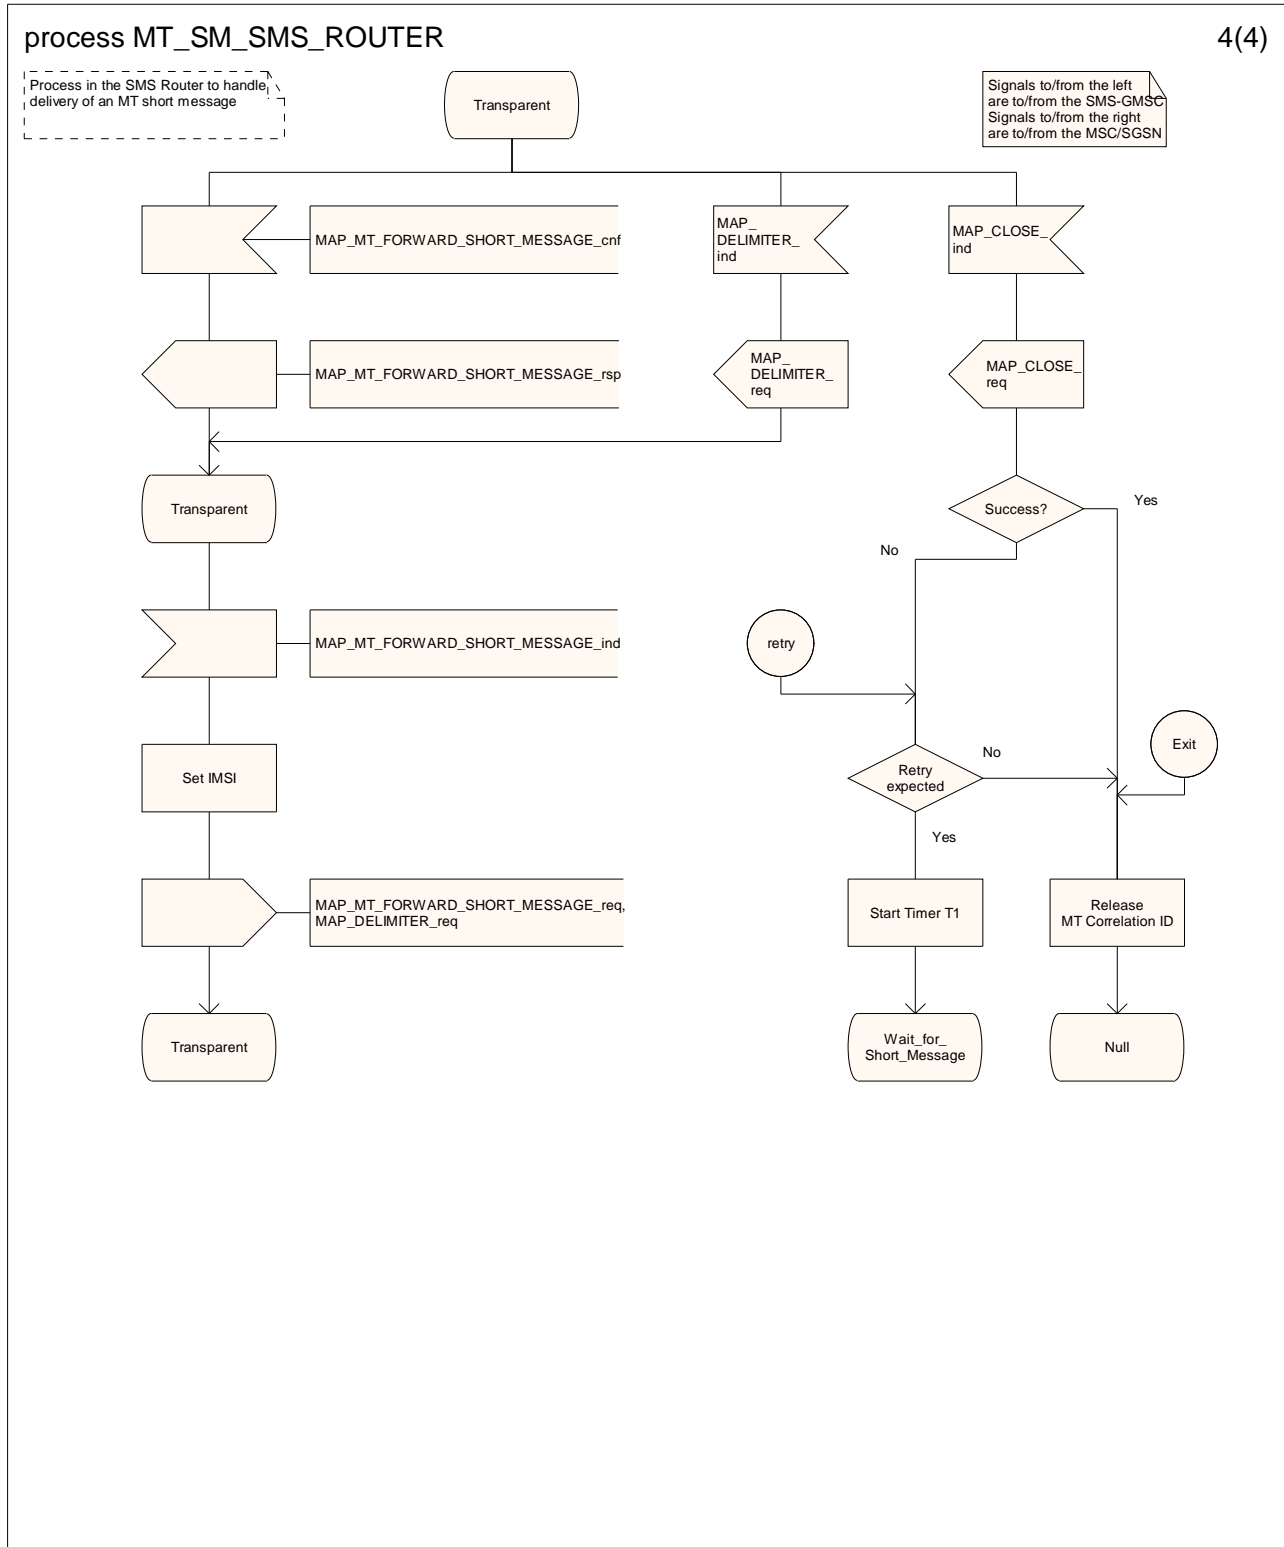 process MT_SM_SMS_ROUTER
4(4)
Process in the SMS Router to handle
delivery of an MT short message
Transparent
Signals to/from the left
are to/from the SMS-GMSC
Signals to/from the right
are to/from the MSC/SGSN
MAP_MT_FORWARD_SHORT_MESSAGE_cnf
MAP_
DELIMITER_
ind
MAP_CLOSE_
ind
MAP_MT_FORWARD_SHORT_MESSAGE_rsp
MAP_
DELIMITER_
req
MAP_CLOSE_
req
Transparent
Success?
Yes
No
MAP_MT_FORWARD_SHORT_MESSAGE_ind
retry
Set IMSI
Retry
expected
No
Exit
Yes
MAP_MT_FORWARD_SHORT_MESSAGE_req,
MAP_DELIMITER_req
Start Timer T1
Release
MT Correlation ID
Transparent
Wait_for_
Short_Message
Null